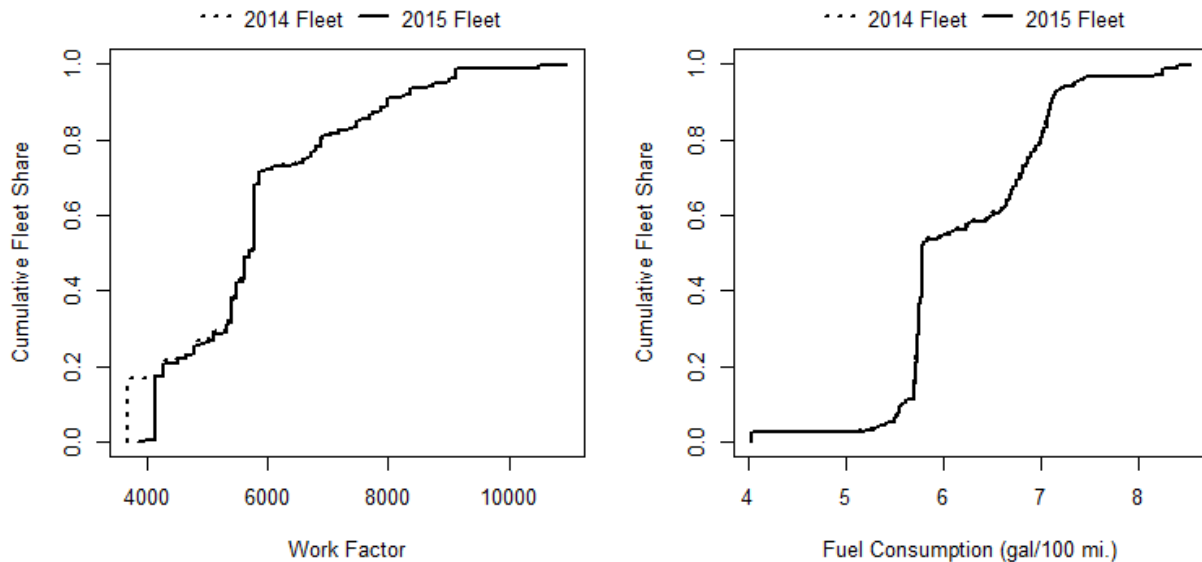 2014 Fleet 2015 Fleet
Cumulative Fleet Share
1.0
0.8
0.6
0.4
0.2
0.0
4000 6000 8000 10000
Work Factor
2014 Fleet 2015 Fleet
Cumulative Fleet Share
1.0
0.8
0.6
0.4
0.2
0.0
4 5 6 7 8
Fuel Consumption (gal/100 mi.)